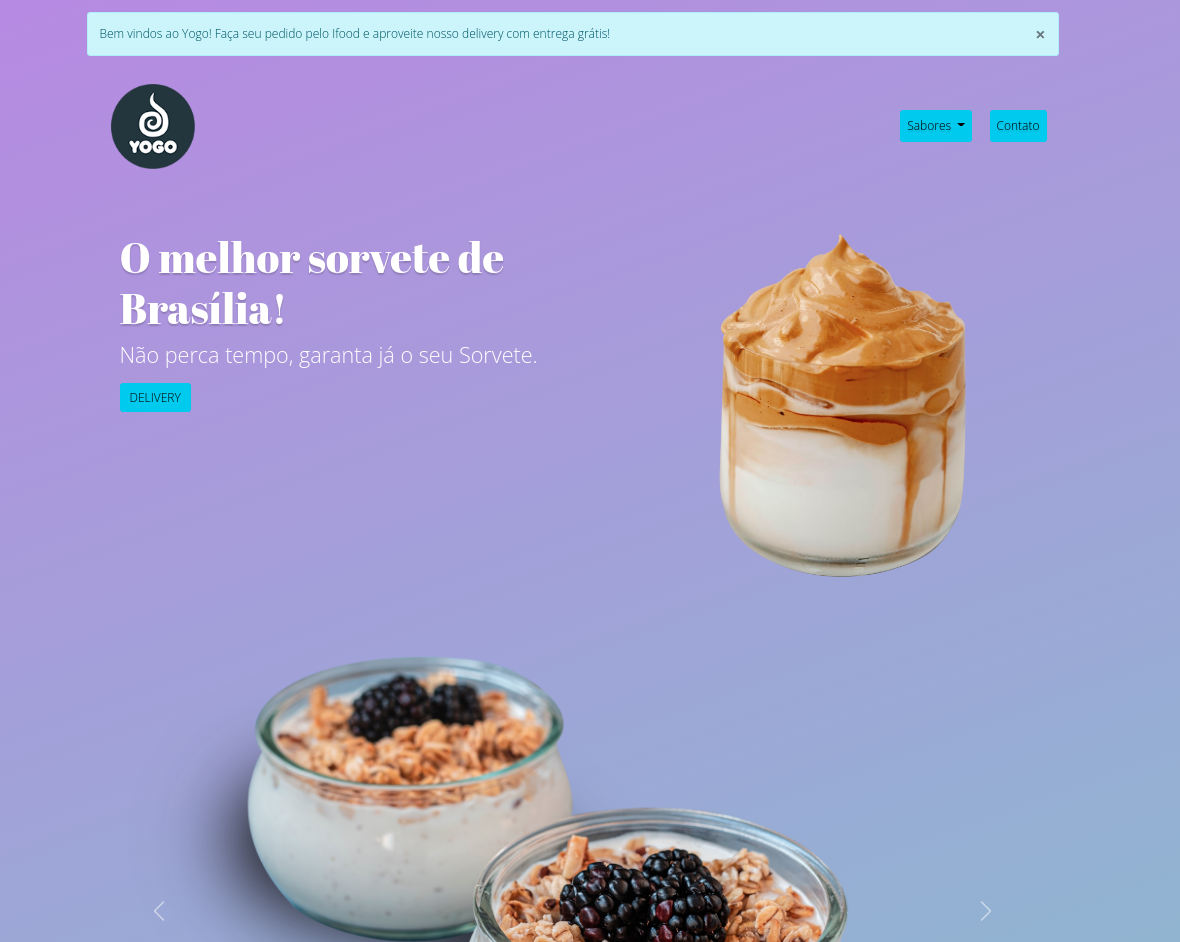 Bem vindos ao Yogo! Faça seu pedido pelo Ifood e aproveite nosso delivery com entrega grátis!
×
YOGO
Sabores
Contato
O melhor sorvete de
Brasília!
Não perca tempo, garanta já o seu Sorvete.
DELIVERY